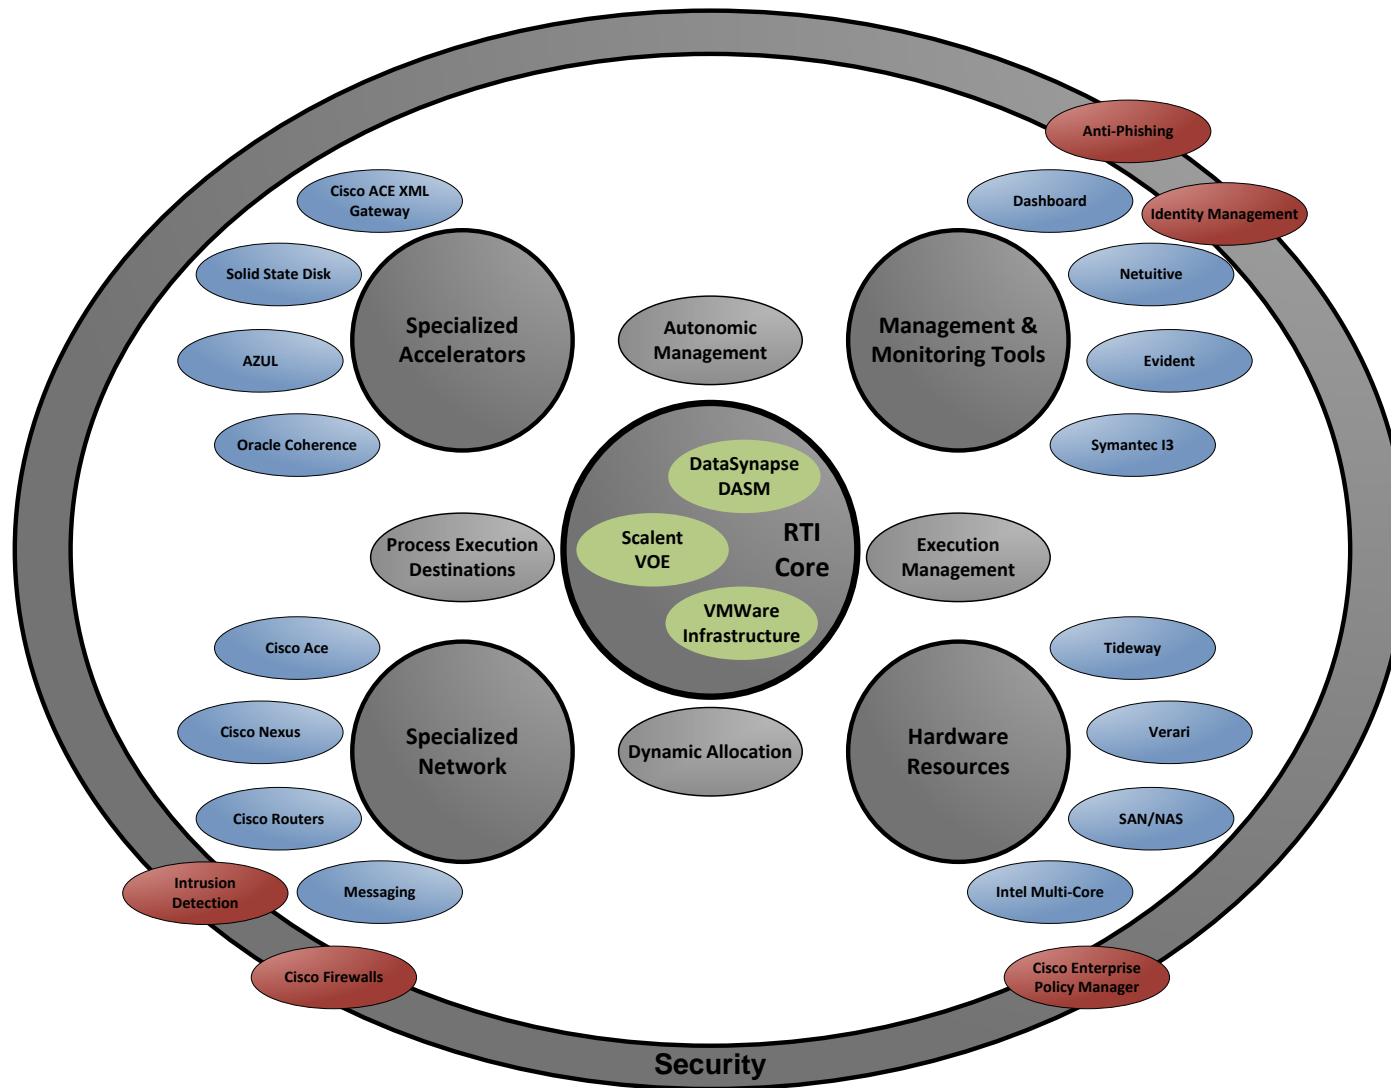 Anti-Phishing
Cisco ACE XML
Gateway
Dashboard
Identity Management
Solid State Disk
Netuitive
Specialized
Accelerators
Autonomic
Management
Management &
Monitoring Tools
AZUL
Evident
Oracle Coherence
Symantec I3
DataSynapse
DASM
Process Execution
Destinations
Scalent
VOE
RTI
Core
Execution
Management
VMWare
Infrastructure
Cisco Ace
Tideway
Cisco Nexus
Verari
Specialized
Network
Dynamic Allocation
Hardware
Resources
Cisco Routers
SAN/NAS
Intrusion
Detection
Messaging
Intel Multi-Core
Cisco Firewalls
Cisco Enterprise
Policy Manager
Security